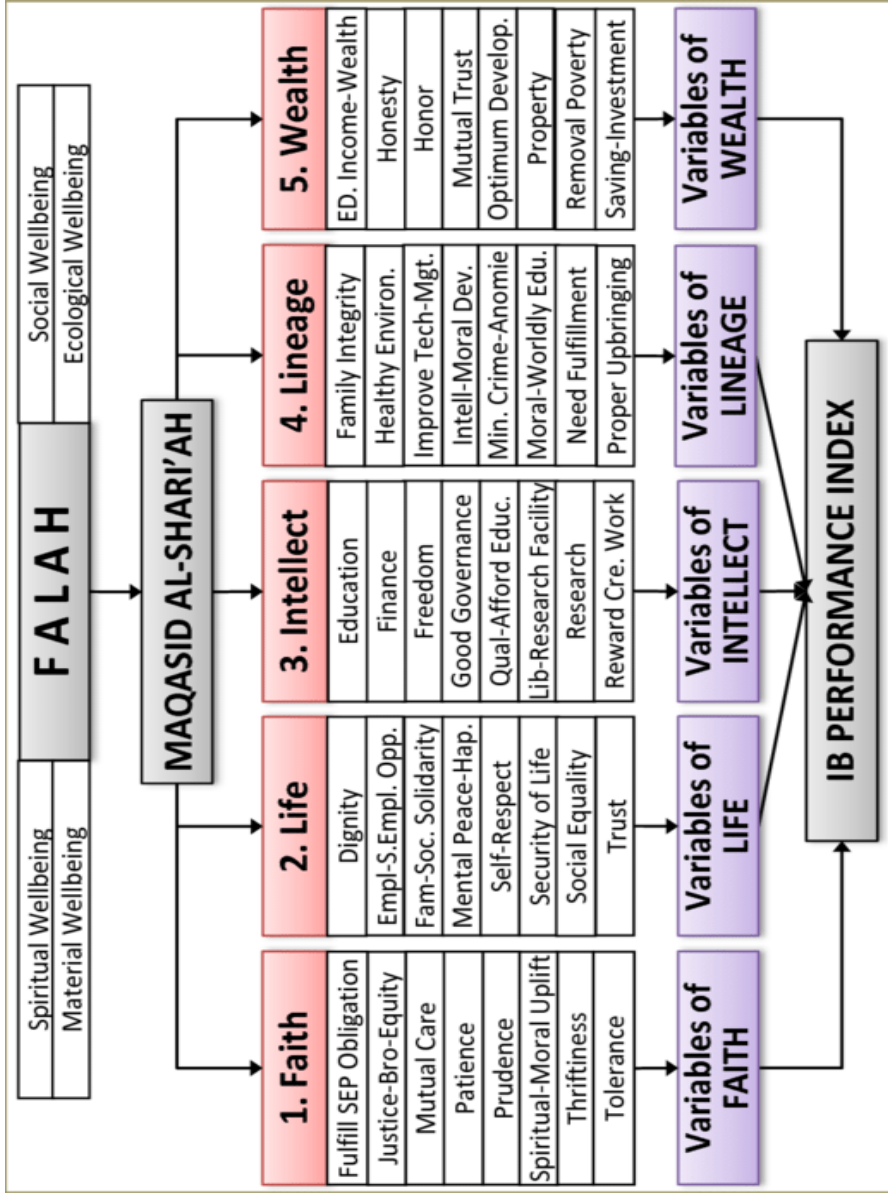 Spiritual Wellbeing
Material Wellbeing
FALAH
Social Wellbeing
Ecological Wellbeing
MAQASID AL-SHARI'AH
1. Faith
Fulfill SEP Obligation
Justice-Bro-Equity
Mutual Care
Patience
Prudence
Spiritual-Moral Uplift
Thriftiness
Tolerance
Variables of
FAITH
2. Life
Dignity
Empl-S.Empl. Opp.
Fam-Soc. Solidarity
Mental Peace-Hap.
Self-Respect
Security of Life
Social Equality
Trust
Variables of
LIFE
3. Intellect
Education
Finance
Freedom
Good Governance
Qual-Afford Educ.
Lib-Research Facility
Research
Reward Cre. Work
Variables of
INTELLECT
4. Lineage
Family Integrity
Healthy Environ.
Improve Tech-Mgt.
Intell-Moral Dev.
Min. Crime-Anomie
Moral-Worldly Edu.
Need Fulfillment
Proper Upbringing
Variables of
LINEAGE
5. Wealth
ED. Income-Wealth
Honesty
Honor
Mutual Trust
Optimum Develop.
Property
Removal Poverty
Saving-Investment
Variables of
WEALTH
IB PERFORMANCE INDEX